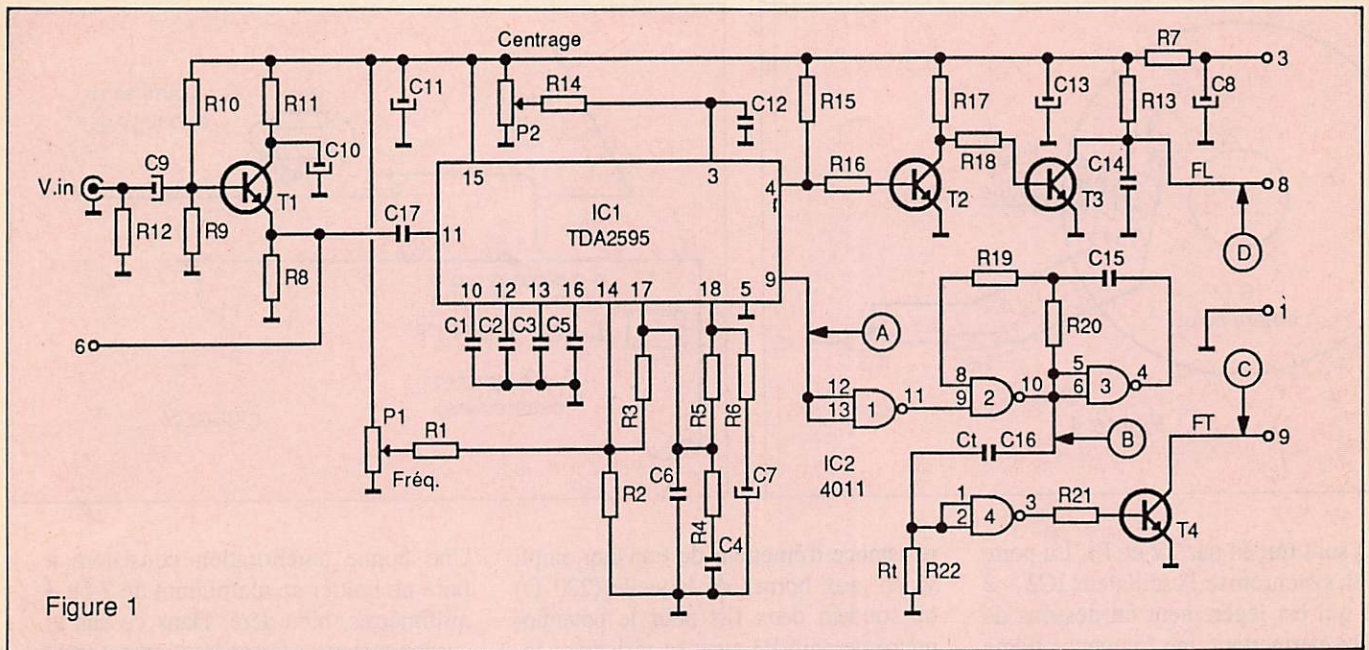 Centrage
R7
3
R10
R11
C11
R14
P2
C12
R15
R17
C13
R13
C8
C9
C10
V.in
T1
15
3
4
R16
T2
R18
T3
C14
FL
8
R12
R9
C17
11
IC1
TDA2595
D
R8
9
R19
C15
10
12
13
16
14
17
18
5
C1
C2
C3
C5
A
R20
1
6
R3
R5
R6
12
13
1
11
8
9
2
10
5
6
3
4
C
P1
R1
Fréq.
R2
C6
R4
C4
C7
IC2
4011
Ct
C16
B
FT
9
1
2
4
3
R21
T4
Rt
R22
Figure 1